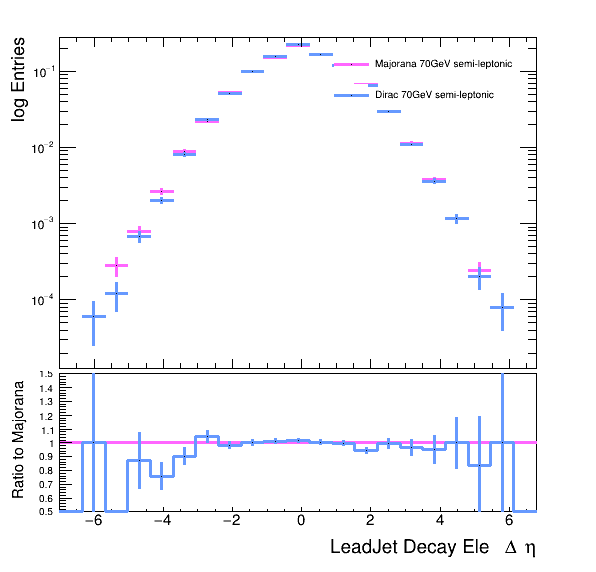 log Entries
10⁻¹
10⁻²
10⁻³
10⁻⁴
Majorana 70GeV semi-leptonic
Dirac 70GeV semi-leptonic
Ratio to Majorana
1.5
1.4
1.3
1.2
1.1
1
0.9
0.8
0.7
0.6
0.5
−6 −4 −2 0 2 4 6
LeadJet Decay Ele Δ η